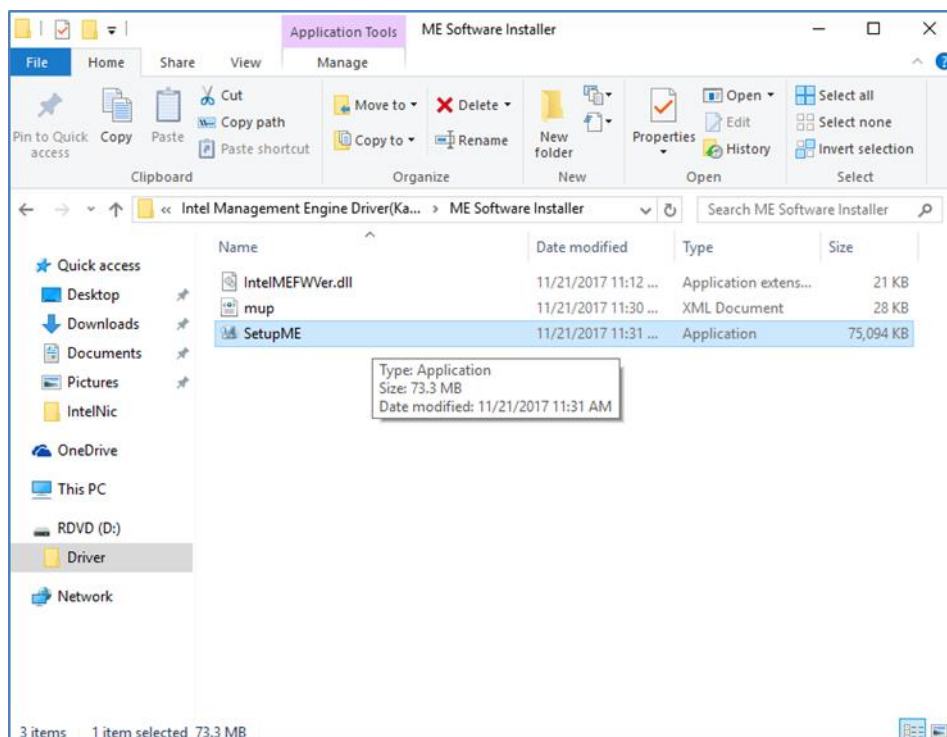 Application Tools ME Software Installer
File Home Share View Manage
Pin to Quick access Copy Paste Cut Copy path Paste shortcut
Move to Copy to Delete Rename
New folder
Properties Open Edit History
Select all Select none Invert selection
Clipboard Organize New Open Select
« Intel Management Engine Driver(Ka... > ME Software Installer Search ME Software Installer
Name Date modified Type Size
IntelMEFWVer.dll 11/21/2017 11:12 ... Application extens... 21 KB
mup 11/21/2017 11:30 ... XML Document 28 KB
SetupME 11/21/2017 11:31 ... Application 75,094 KB
Type: Application
Size: 73.3 MB
Date modified: 11/21/2017 11:31 AM
Quick access
Desktop
Downloads
Documents
Pictures
IntelNic
OneDrive
This PC
RDVD (D:)
Driver
Network
3 items 1 item selected 73.3 MB